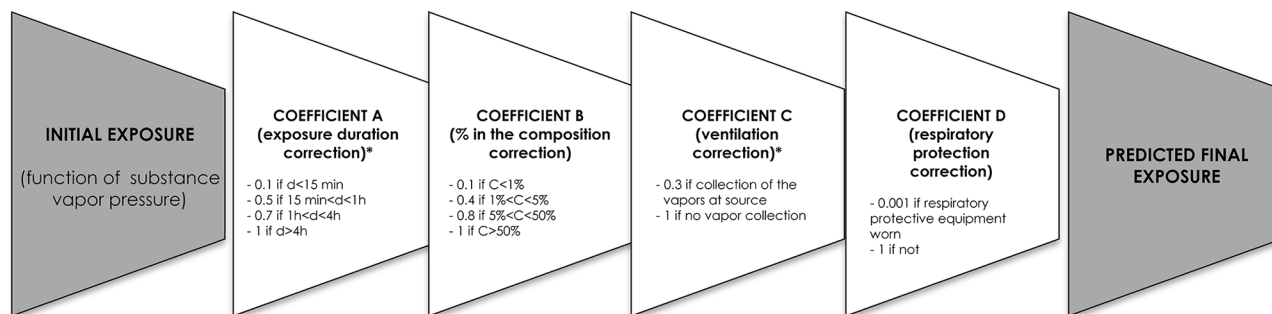 INITIAL EXPOSURE
(function of substance
vapor pressure)
COEFFICIENT A
(exposure duration
correction)*
- 0.1 if d<15 min
- 0.5 if 15 min<d<1h
- 0.7 if 1h<d<4h
- 1 if d>4h
COEFFICIENT B
(% in the composition
correction)
- 0.1 if C<1%
- 0.4 if 1%<C<5%
- 0.8 if 5%<C<50%
- 1 if C>50%
COEFFICIENT C
(ventilation
correction)*
- 0.3 if collection of the
vapors at source
- 1 if no vapor collection
COEFFICIENT D
(respiratory
protection
correction)
- 0.001 if respiratory
protective equipment
worn
- 1 if not
PREDICTED FINAL
EXPOSURE